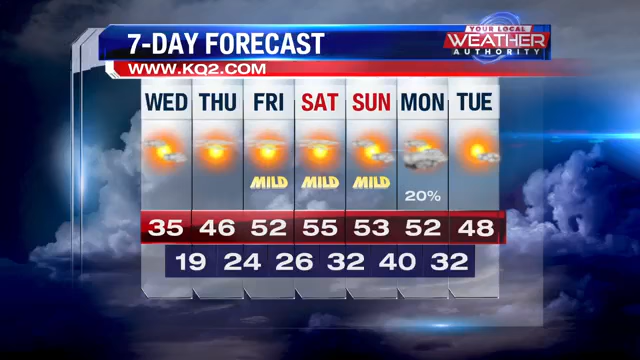 7-DAY FORECAST
YOUR LOCAL
WEATHER
AUTHORITY
WWW.KQ2.COM
WED THU FRI SAT SUN MON TUE
MILD MILD MILD
20%
35 46 52 55 53 52 48
19 24 26 32 40 32